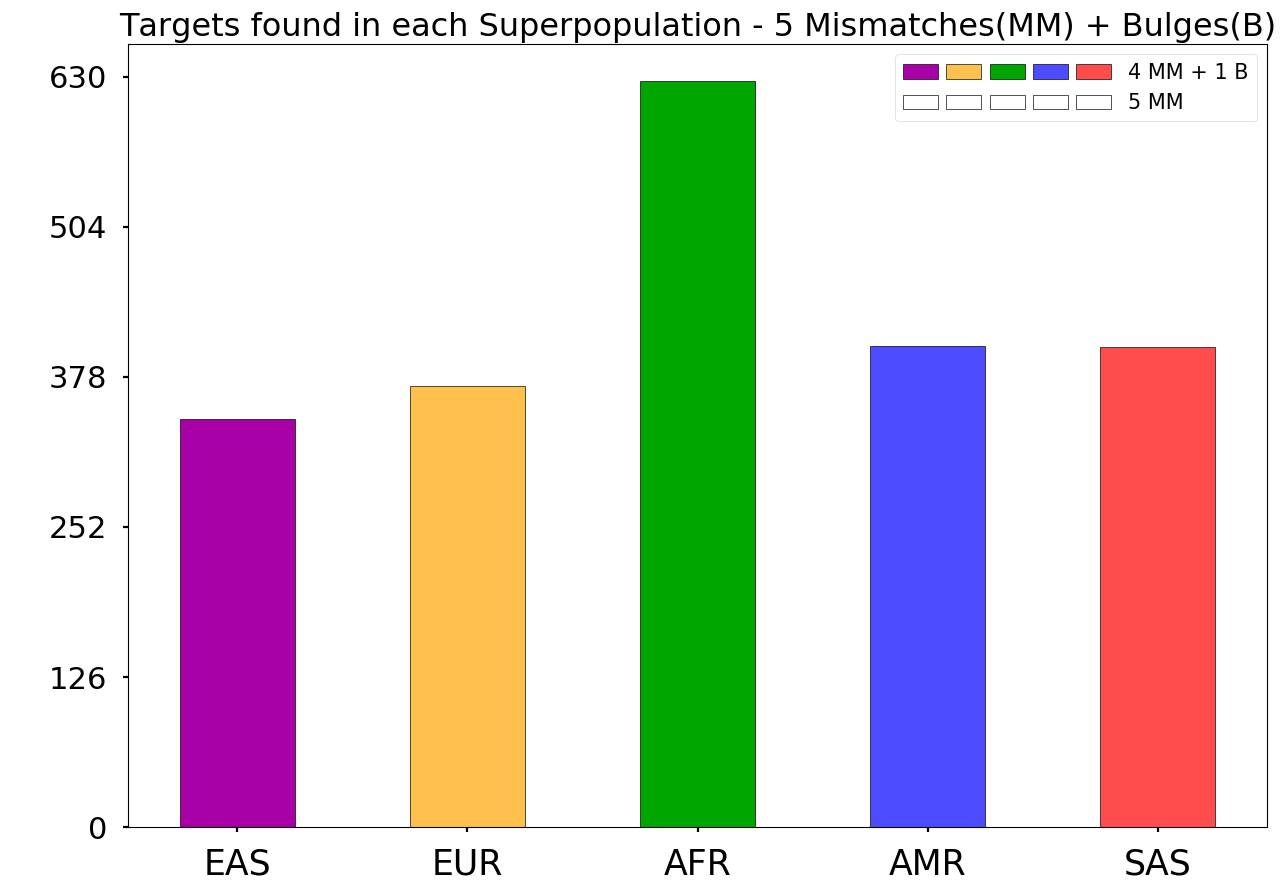 Targets found in each Superpopulation - 5 Mismatches(MM) + Bulges(B)
4 MM + 1 B
5 MM
630
504
378
252
126
0
EAS EUR AFR AMR SAS